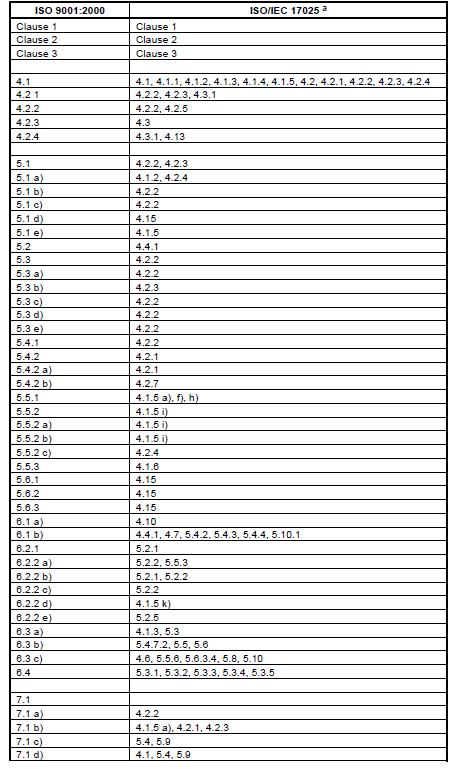 ISO 9001:2000 ISO/IEC 17025 a
Clause 1 Clause 1
Clause 2 Clause 2
Clause 3 Clause 3
4.1 4.1, 4.1.1, 4.1.2, 4.1.3, 4.1.4, 4.1.5, 4.2, 4.2.1, 4.2.2, 4.2.3, 4.2.4
4.2 1 4.2.2, 4.2.3, 4.3.1
4.2.2 4.2.2, 4.2.5
4.2.3 4.3
4.2.4 4.3.1, 4.13
5.1 4.2.2, 4.2.3
5.1 a) 4.1.2, 4.2.4
5.1 b) 4.2.2
5.1 c) 4.2.2
5.1 d) 4.15
5.1 e) 4.1.5
5.2 4.4.1
5.3 4.2.2
5.3 a) 4.2.2
5.3 b) 4.2.3
5.3 c) 4.2.2
5.3 d) 4.2.2
5.3 e) 4.2.2
5.4.1 4.2.2
5.4.2 4.2.1
5.4.2 a) 4.2.1
5.4.2 b) 4.2.7
5.5.1 4.1.5 a), f), h)
5.5.2 4.1.5 i)
5.5.2 a) 4.1.5 i)
5.5.2 b) 4.1.5 i)
5.5.2 c) 4.2.4
5.5.3 4.1.6
5.6.1 4.15
5.6.2 4.15
5.6.3 4.15
6.1 a) 4.10
6.1 b) 4.4.1, 4.7, 5.4.2, 5.4.3, 5.4.4, 5.10.1
6.2.1 5.2.1
6.2.2 a) 5.2.2, 5.5.3
6.2.2 b) 5.2.1, 5.2.2
6.2.2 c) 5.2.2
6.2.2 d) 4.1.5 k)
6.2.2 e) 5.2.5
6.3 a) 4.1.3, 5.3
6.3 b) 5.4.7.2, 5.5, 5.6
6.3 c) 4.6, 5.5.6, 5.6.3.4, 5.8, 5.10
6.4 5.3.1, 5.3.2, 5.3.3, 5.3.4, 5.3.5
7.1
7.1 a) 4.2.2
7.1 b) 4.1.5 a), 4.2.1, 4.2.3
7.1 c) 5.4, 5.9
7.1 d) 4.1, 5.4, 5.9